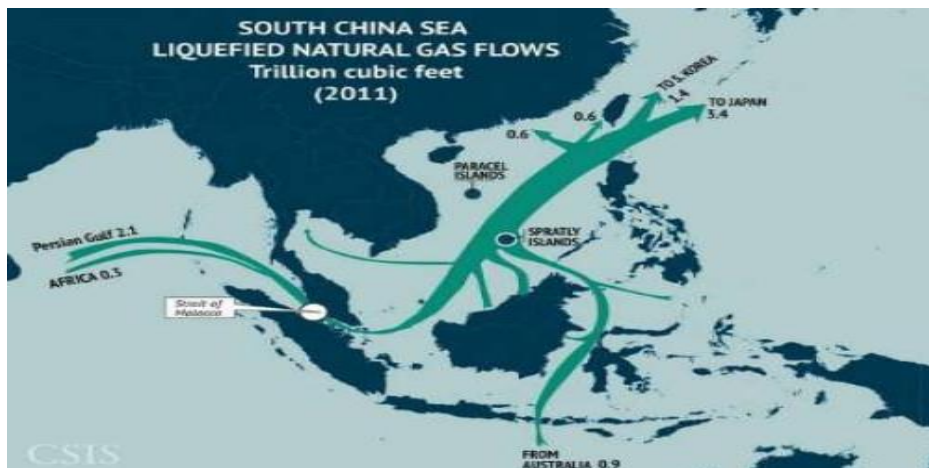 SOUTH CHINA SEA
LIQUEFIED NATURAL GAS FLOWS
Trillion cubic feet
(2011)
TO S. KOREA
1.4
TO JAPAN
3.4
0.6
0.6
PARACEL
ISLANDS
SPRATLY
ISLANDS
Persian Gulf 2.1
AFRICA 0.3
Strait of
Malacca
FROM
AUSTRALIA 0.9
CSIS